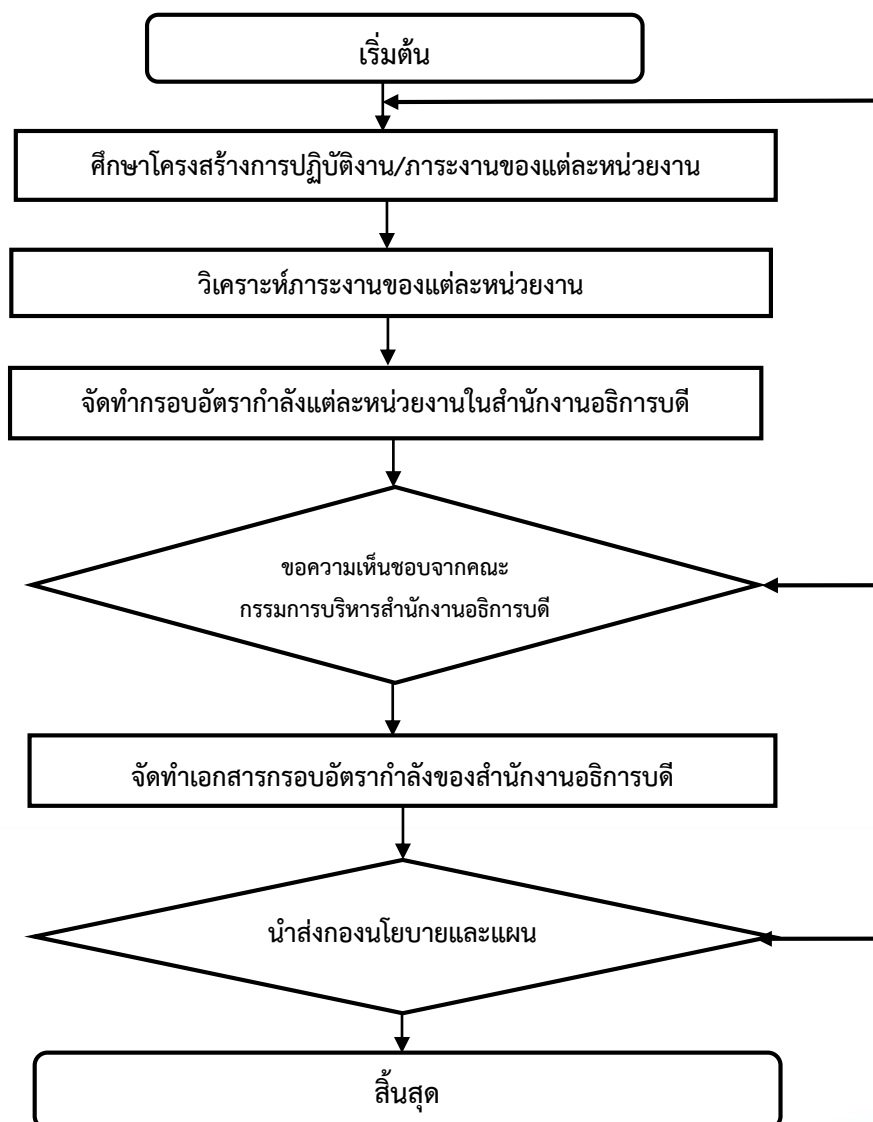 เริ่มต้น
ศึกษาโครงสร้างการปฏิบัติงาน/ภาระงานของแต่ละหน่วยงาน
วิเคราะห์ภาระงานของแต่ละหน่วยงาน
จัดทำกรอบอัตรากำลังแต่ละหน่วยงานในสำนักงานอธิการบดี
ขอความเห็นชอบจากคณะ
กรรมการบริหารสำนักงานอธิการบดี
จัดทำเอกสารกรอบอัตรากำลังของสำนักงานอธิการบดี
นำส่งกองนโยบายและแผน
สิ้นสุด